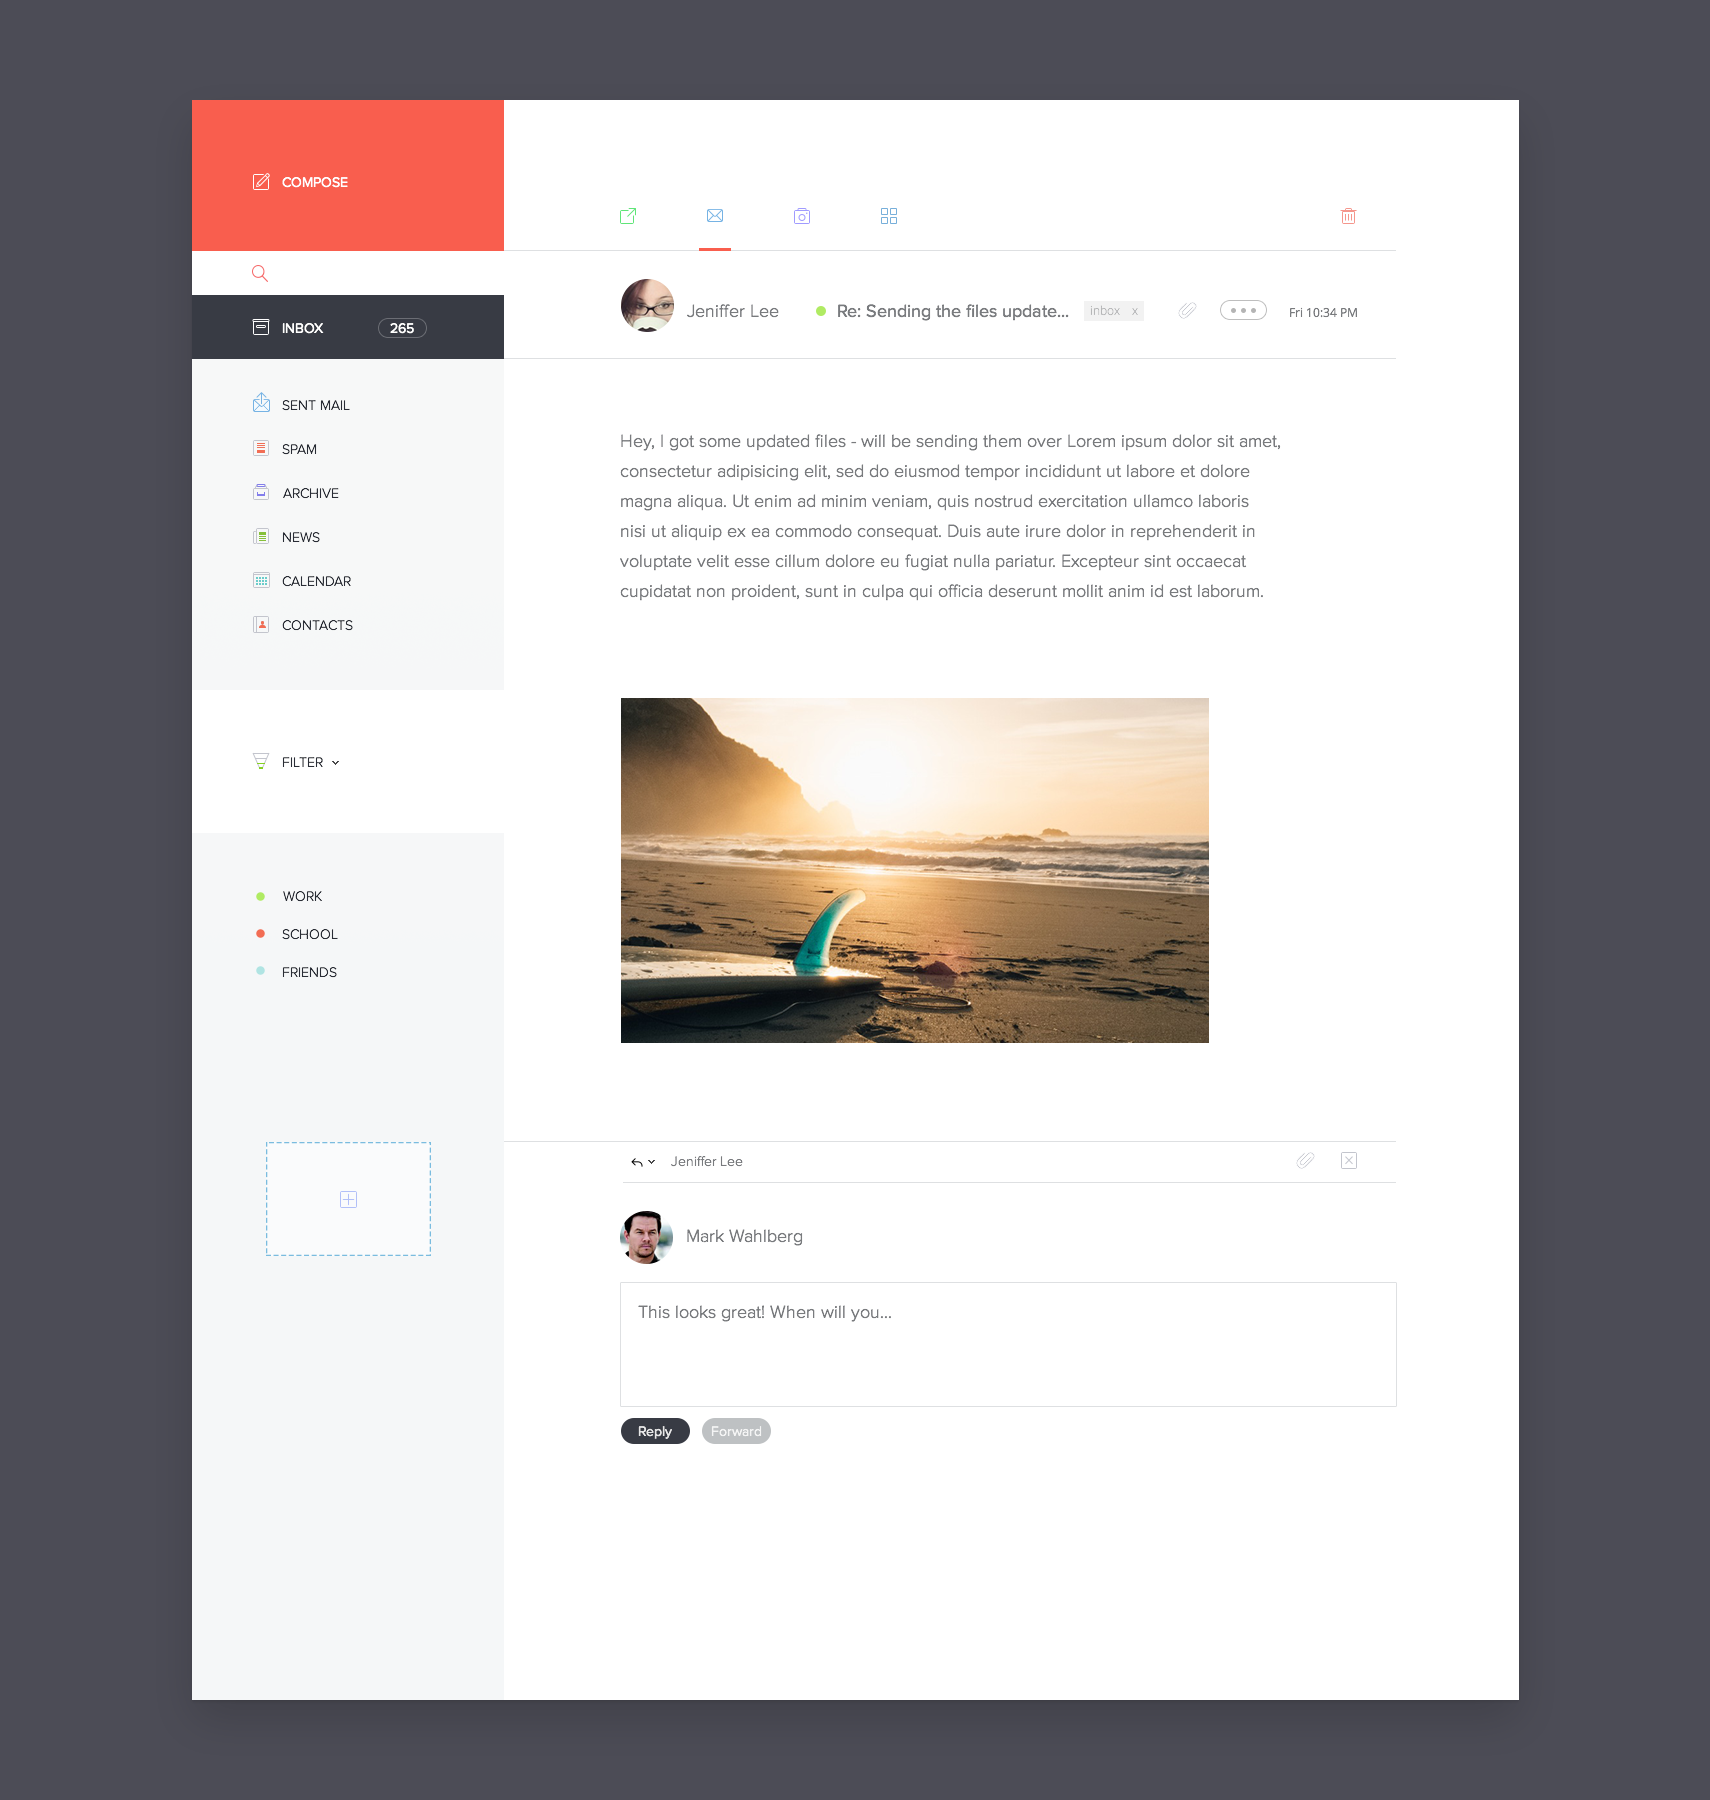 COMPOSE
INBOX 265
SENT MAIL
SPAM
ARCHIVE
NEWS
CALENDAR
CONTACTS
FILTER
WORK
SCHOOL
FRIENDS
Jeniffer Lee Re: Sending the files update... inbox x Fri 10:34 PM
Hey, I got some updated files - will be sending them over Lorem ipsum dolor sit amet,
consectetur adipisicing elit, sed do eiusmod tempor incididunt ut labore et dolore
magna aliqua. Ut enim ad minim veniam, quis nostrud exercitation ullamco laboris
nisi ut aliquip ex ea commodo consequat. Duis aute irure dolor in reprehenderit in
voluptate velit esse cillum dolore eu fugiat nulla pariatur. Excepteur sint occaecat
cupidatat non proident, sunt in culpa qui officia deserunt mollit anim id est laborum.
Jeniffer Lee
Mark Wahlberg
This looks great! When will you...
Reply Forward